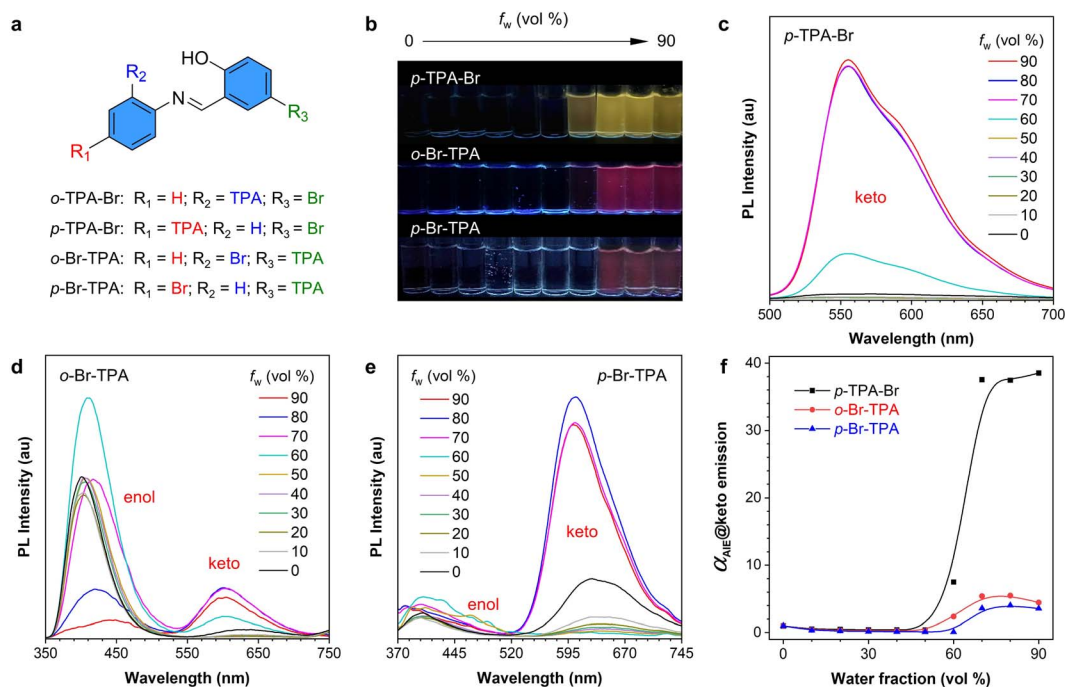 a
HO
R₂
N
R₁
R₃
o-TPA-Br: R₁ = H; R₂ = TPA; R₃ = Br
p-TPA-Br: R₁ = TPA; R₂ = H; R₃ = Br
o-Br-TPA: R₁ = H; R₂ = Br; R₃ = TPA
p-Br-TPA: R₁ = Br; R₂ = H; R₃ = TPA
b
fw (vol %)
0 90
p-TPA-Br
o-Br-TPA
p-Br-TPA
c
p-TPA-Br
fw (vol %)
90
80
70
60
50
40
30
20
10
0
keto
PL Intensity (au)
500 550 600 650 700
Wavelength (nm)
d
o-Br-TPA
fw (vol %)
90
80
70
60
50
40
30
20
10
0
enol
keto
PL Intensity (au)
350 450 550 650 750
Wavelength (nm)
e
fw (vol %)
p-Br-TPA
90
80
70
60
50
40
30
20
10
0
enol
keto
PL Intensity (au)
370 445 520 595 670 745
Wavelength (nm)
f
p-TPA-Br
o-Br-TPA
p-Br-TPA
αAIE@keto emission
40
30
20
10
0
0 30 60 90
Water fraction (vol %)